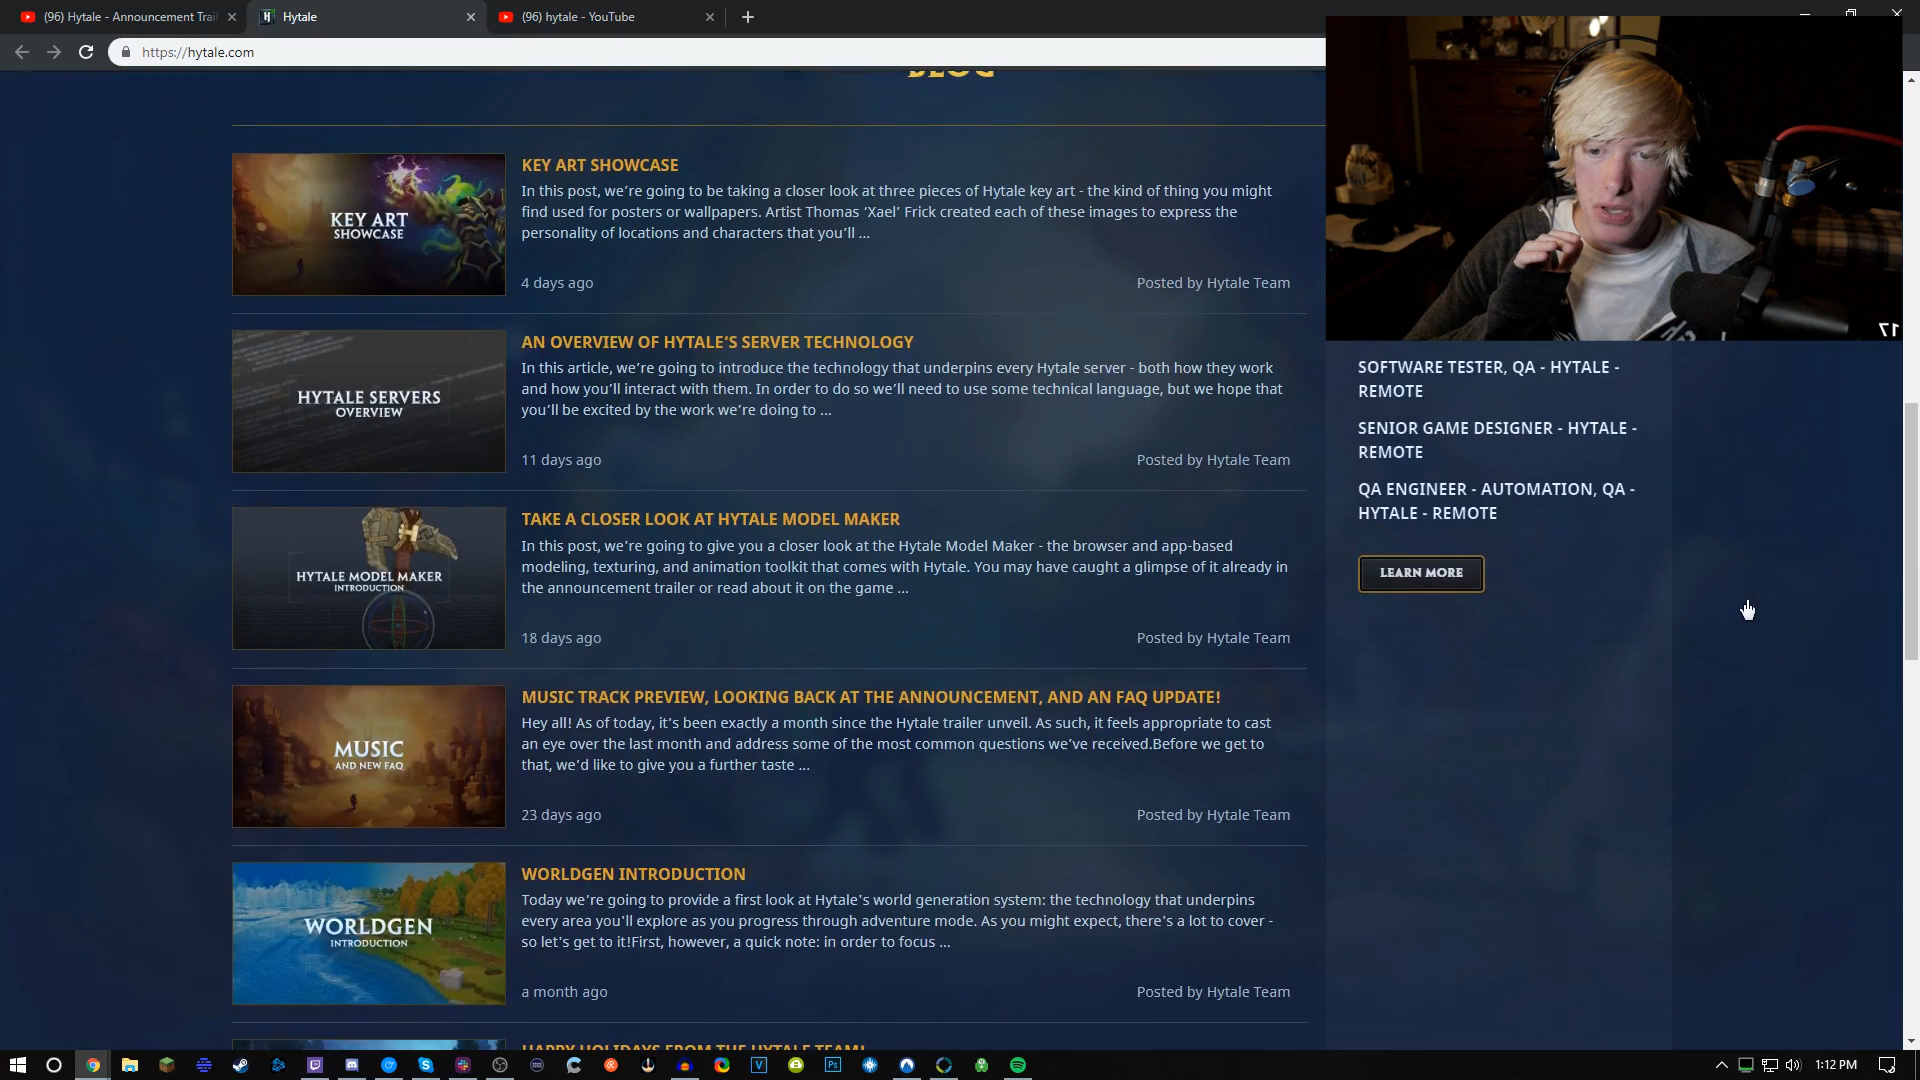 (96) Hytale - Announcement Trai
Hytale
(96) hytale - YouTube
https://hytale.com
BLOG
KEY ART
SHOWCASE
KEY ART SHOWCASE
In this post, we’re going to be taking a closer look at three pieces of Hytale key art - the kind of thing you might
find used for posters or wallpapers. Artist Thomas ‘Xael’ Frick created each of these images to express the
personality of locations and characters that you’ll ...
4 days ago
Posted by Hytale Team
HYTALE SERVERS
OVERVIEW
AN OVERVIEW OF HYTALE’S SERVER TECHNOLOGY
In this article, we’re going to introduce the technology that underpins every Hytale server - both how they work
and how you’ll interact with them. In order to do so we’ll need to use some technical language, but we hope that
you’ll be excited by the work we’re doing to ...
11 days ago
Posted by Hytale Team
HYTALE MODEL MAKER
INTRODUCTION
TAKE A CLOSER LOOK AT HYTALE MODEL MAKER
In this post, we’re going to give you a closer look at the Hytale Model Maker - the browser and app-based
modeling, texturing, and animation toolkit that comes with Hytale. You may have caught a glimpse of it already in
the announcement trailer or read about it on the game ...
18 days ago
Posted by Hytale Team
MUSIC
AND NEW FAQ
MUSIC TRACK PREVIEW, LOOKING BACK AT THE ANNOUNCEMENT, AND AN FAQ UPDATE!
Hey all! As of today, it’s been exactly a month since the Hytale trailer unveil. As such, it feels appropriate to cast
an eye over the last month and address some of the most common questions we’ve received.Before we get to
that, we’d like to give you a further taste ...
23 days ago
Posted by Hytale Team
WORLDGEN
INTRODUCTION
WORLDGEN INTRODUCTION
Today we’re going to provide a first look at Hytale’s world generation system: the technology that underpins
every area you'll explore as you progress through adventure mode. As you might expect, there’s a lot to cover -
so let’s get to it!First, however, a quick note: in order to focus ...
a month ago
Posted by Hytale Team
HAPPY HOLIDAYS FROM THE HYTALE TEAM!
SOFTWARE TESTER, QA - HYTALE -
REMOTE
SENIOR GAME DESIGNER - HYTALE -
REMOTE
QA ENGINEER - AUTOMATION, QA -
HYTALE - REMOTE
LEARN MORE
1:12 PM